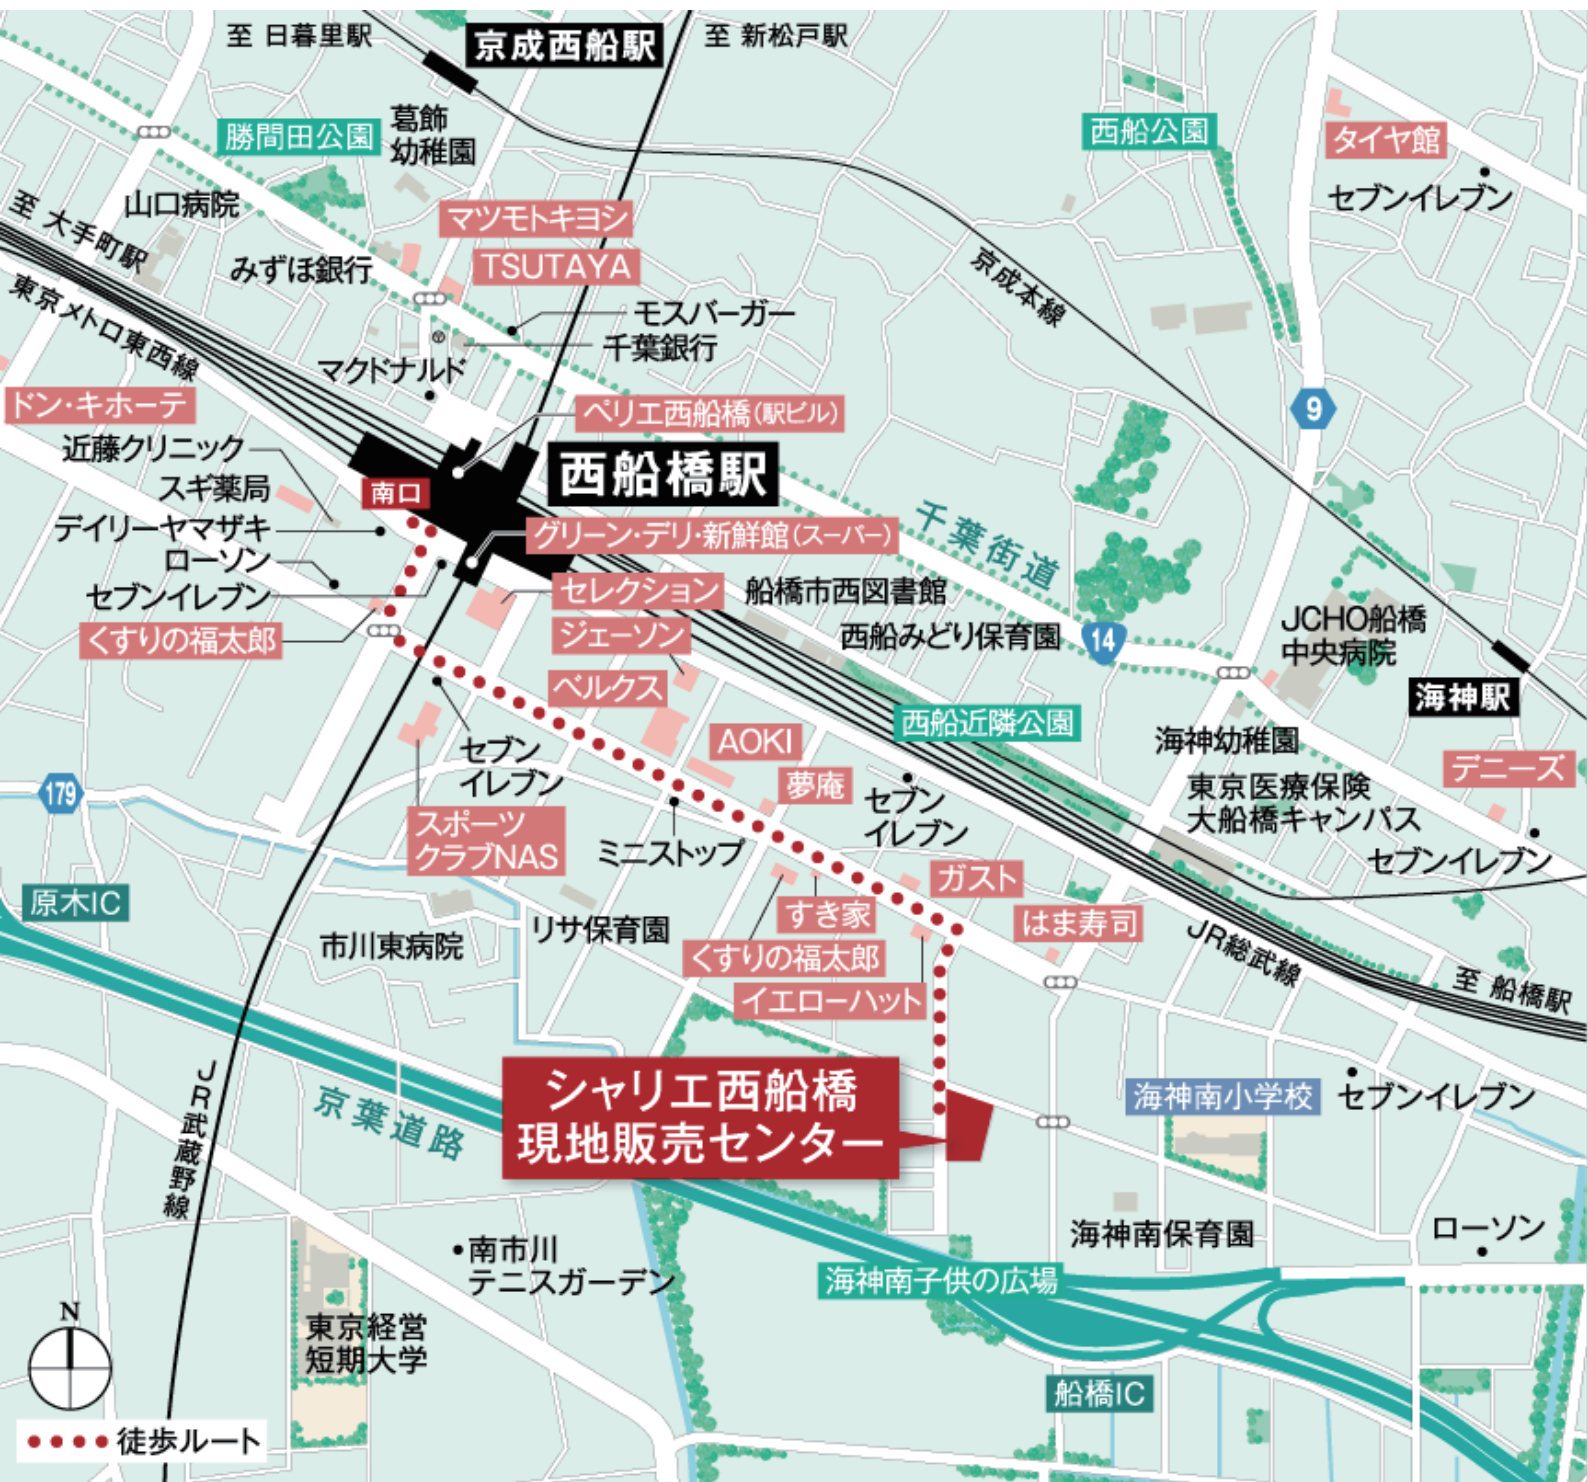 至 日暮里駅
京成西船駅
至 新松戸駅
葛飾
幼稚園
勝間田公園
西船公園
タイヤ館
セブンイレブン
山口病院
至 大手町駅
マツモトキヨシ
みずほ銀行
TSUTAYA
京成本線
東京メトロ東西線
モスバーガー
千葉銀行
マクドナルド
ドン・キホーテ
ペリエ西船橋(駅ビル)
9
近藤クリニック
西船橋駅
スギ薬局
南口
デイリーヤマザキ
グリーン・デリ・新鮮館(スーパー)
千葉街道
ローソン
セブンイレブン
セレクション
船橋市西図書館
くすりの福太郎
ジェーソン
西船みどり保育園
14
JCHO船橋
中央病院
ベルクス
海神駅
西船近隣公園
AOKI
海神幼稚園
セブン
イレブン
夢庵
デニーズ
179
セブン
イレブン
東京医療保険
大船橋キャンパス
スポーツ
クラブNAS
ミニストップ
セブンイレブン
原木IC
ガスト
すき家
はま寿司
市川東病院
リサ保育園
くすりの福太郎
JR総武線
至 船橋駅
イエローハット
JR武蔵野線
京葉道路
シャリエ西船橋
現地販売センター
海神南小学校
セブンイレブン
南市川
テニスガーデン
海神南保育園
ローソン
海神南子供の広場
N
東京経営
短期大学
船橋IC
徒歩ルート